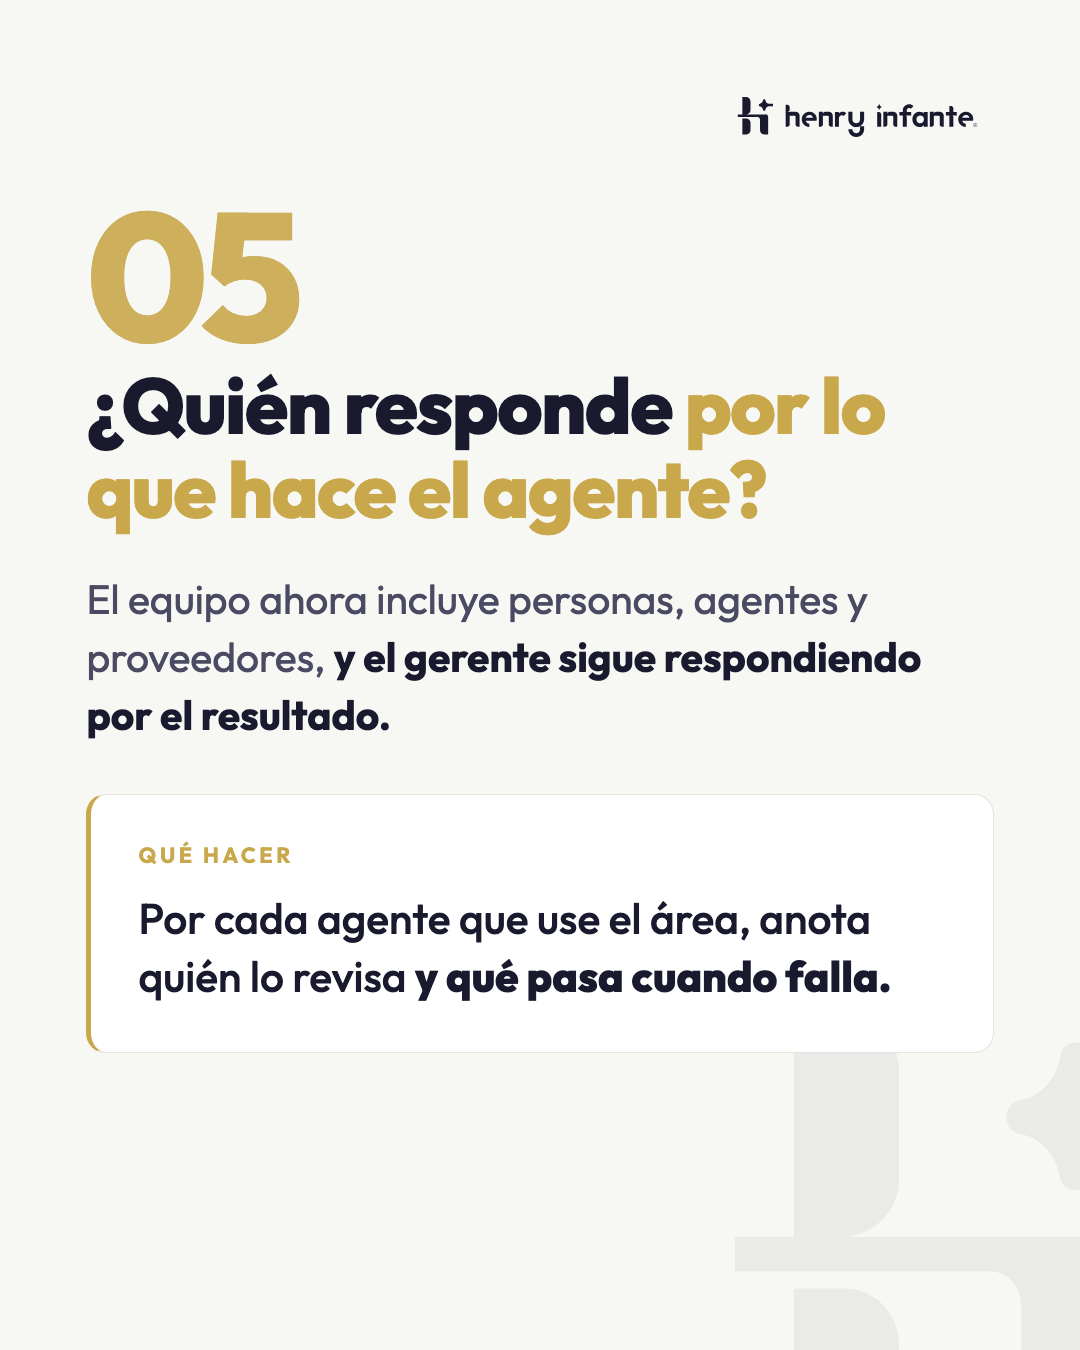 henry infante.
05
¿Quién responde por lo
que hace el agente?
El equipo ahora incluye personas, agentes y
proveedores, y el gerente sigue respondiendo
por el resultado.
QUÉ HACER
Por cada agente que use el área, anota
quién lo revisa y qué pasa cuando falla.